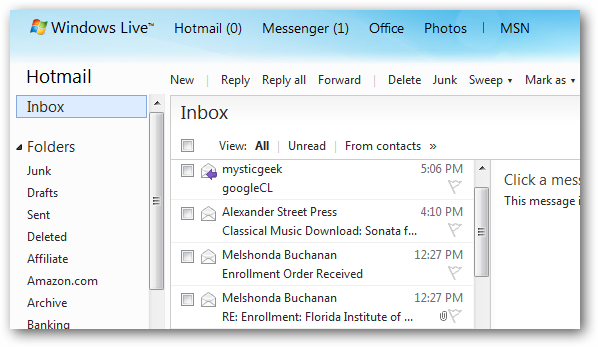 Windows Live™ Hotmail (0) Messenger (1) Office Photos | MSN
Hotmail
New | Reply Reply all Forward | Delete Junk Sweep ▾ Mark as ▾
Inbox
Folders
Junk
Drafts
Sent
Deleted
Affiliate
Amazon.com
Archive
Banking
Inbox
View: All | Unread | From contacts »
mysticgeek 5:06 PM
googleCL
Alexander Street Press 4:10 PM
Classical Music Download: Sonata f...
Melshonda Buchanan 12:27 PM
Enrollment Order Received
Melshonda Buchanan 12:27 PM
RE: Enrollment: Florida Institute of ...
Click a mess
This message i